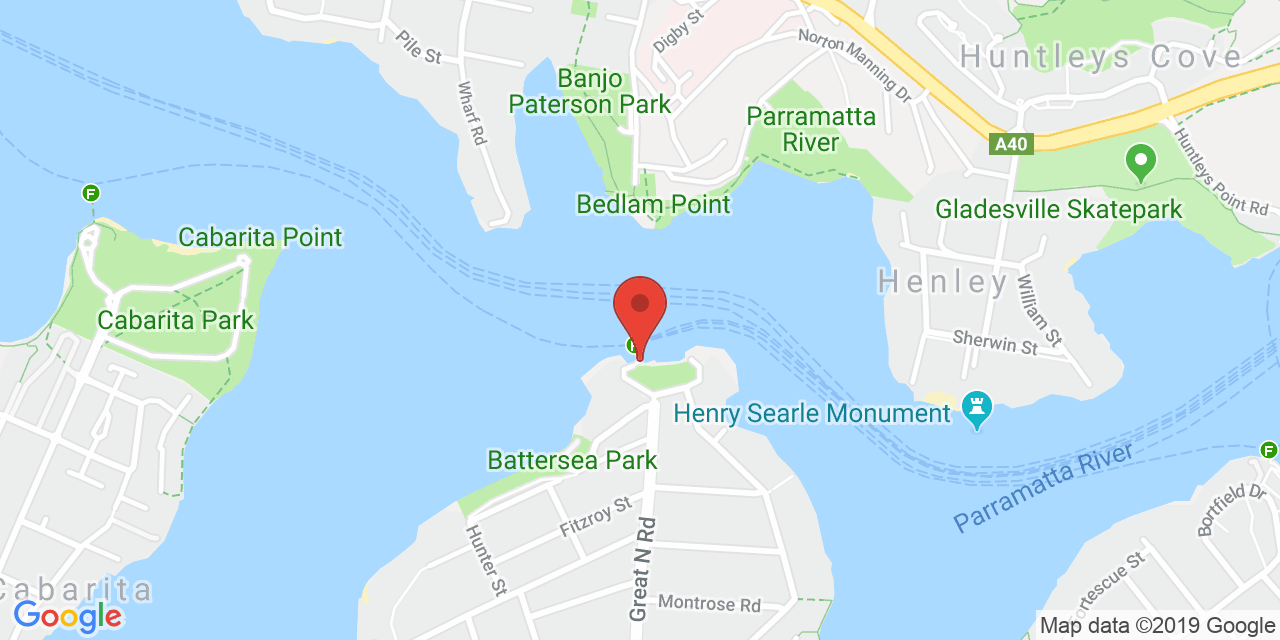 Digby St
Pile St
Norton Manning Dr
Huntleys Cove
Banjo
Paterson Park
Wharf Rd
Parramatta
River
A40
Huntleys Point Rd
F
Bedlam Point
Gladesville Skatepark
Cabarita Point
Henley
William St
Cabarita Park
Sherwin St
Henry Searle Monument
Battersea Park
F
Parramatta River
Bortfield Dr
Fitzroy St
Hunter St
Great N Rd
Cabarita
Montrose Rd
Google
Map data ©2019 Google